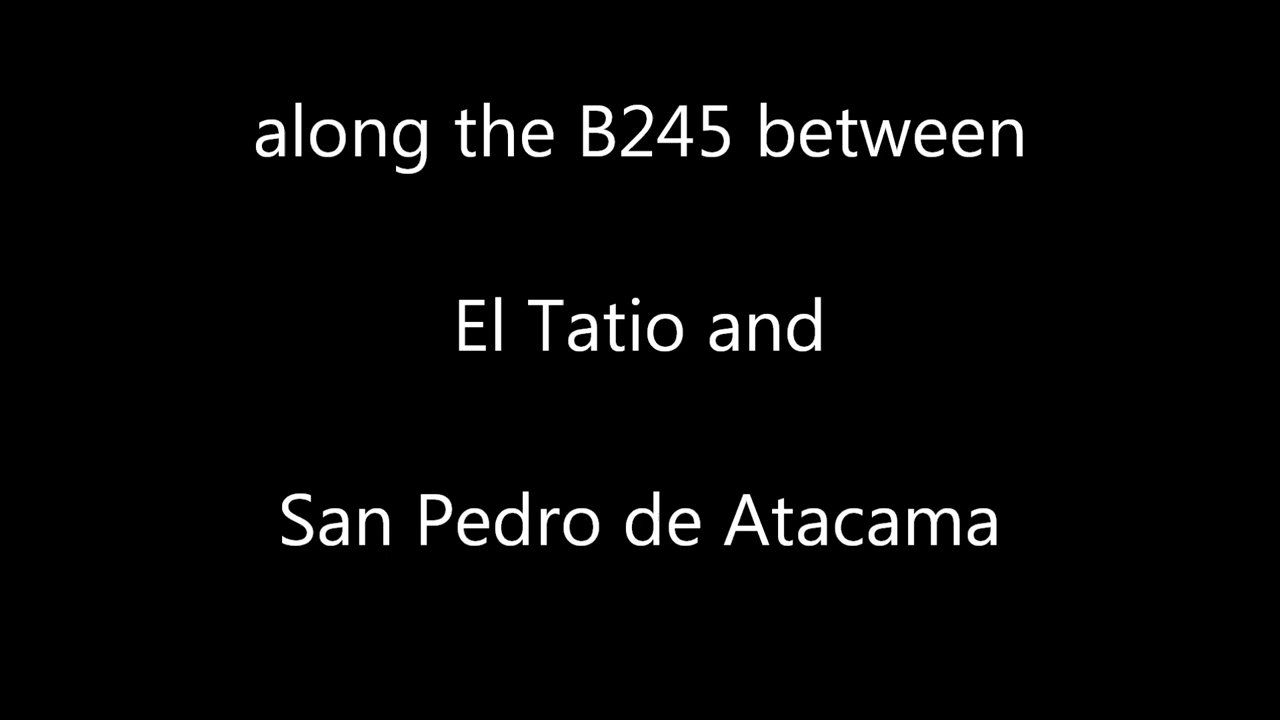 along the B245 between
El Tatio and
San Pedro de Atacama